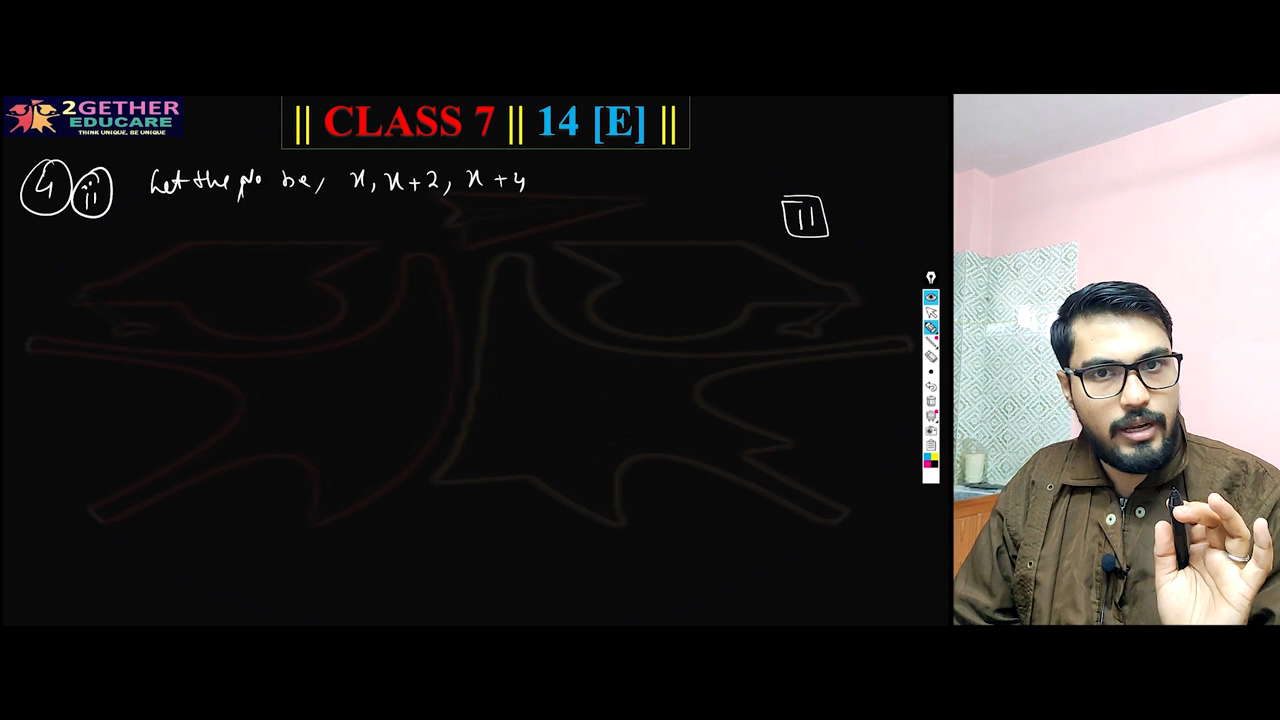 2GETHER
EDUCARE
THINK UNIQUE, BE UNIQUE
|| CLASS 7 || 14 [E] ||
4 ii Let the no be, x, x+2, x+4
11